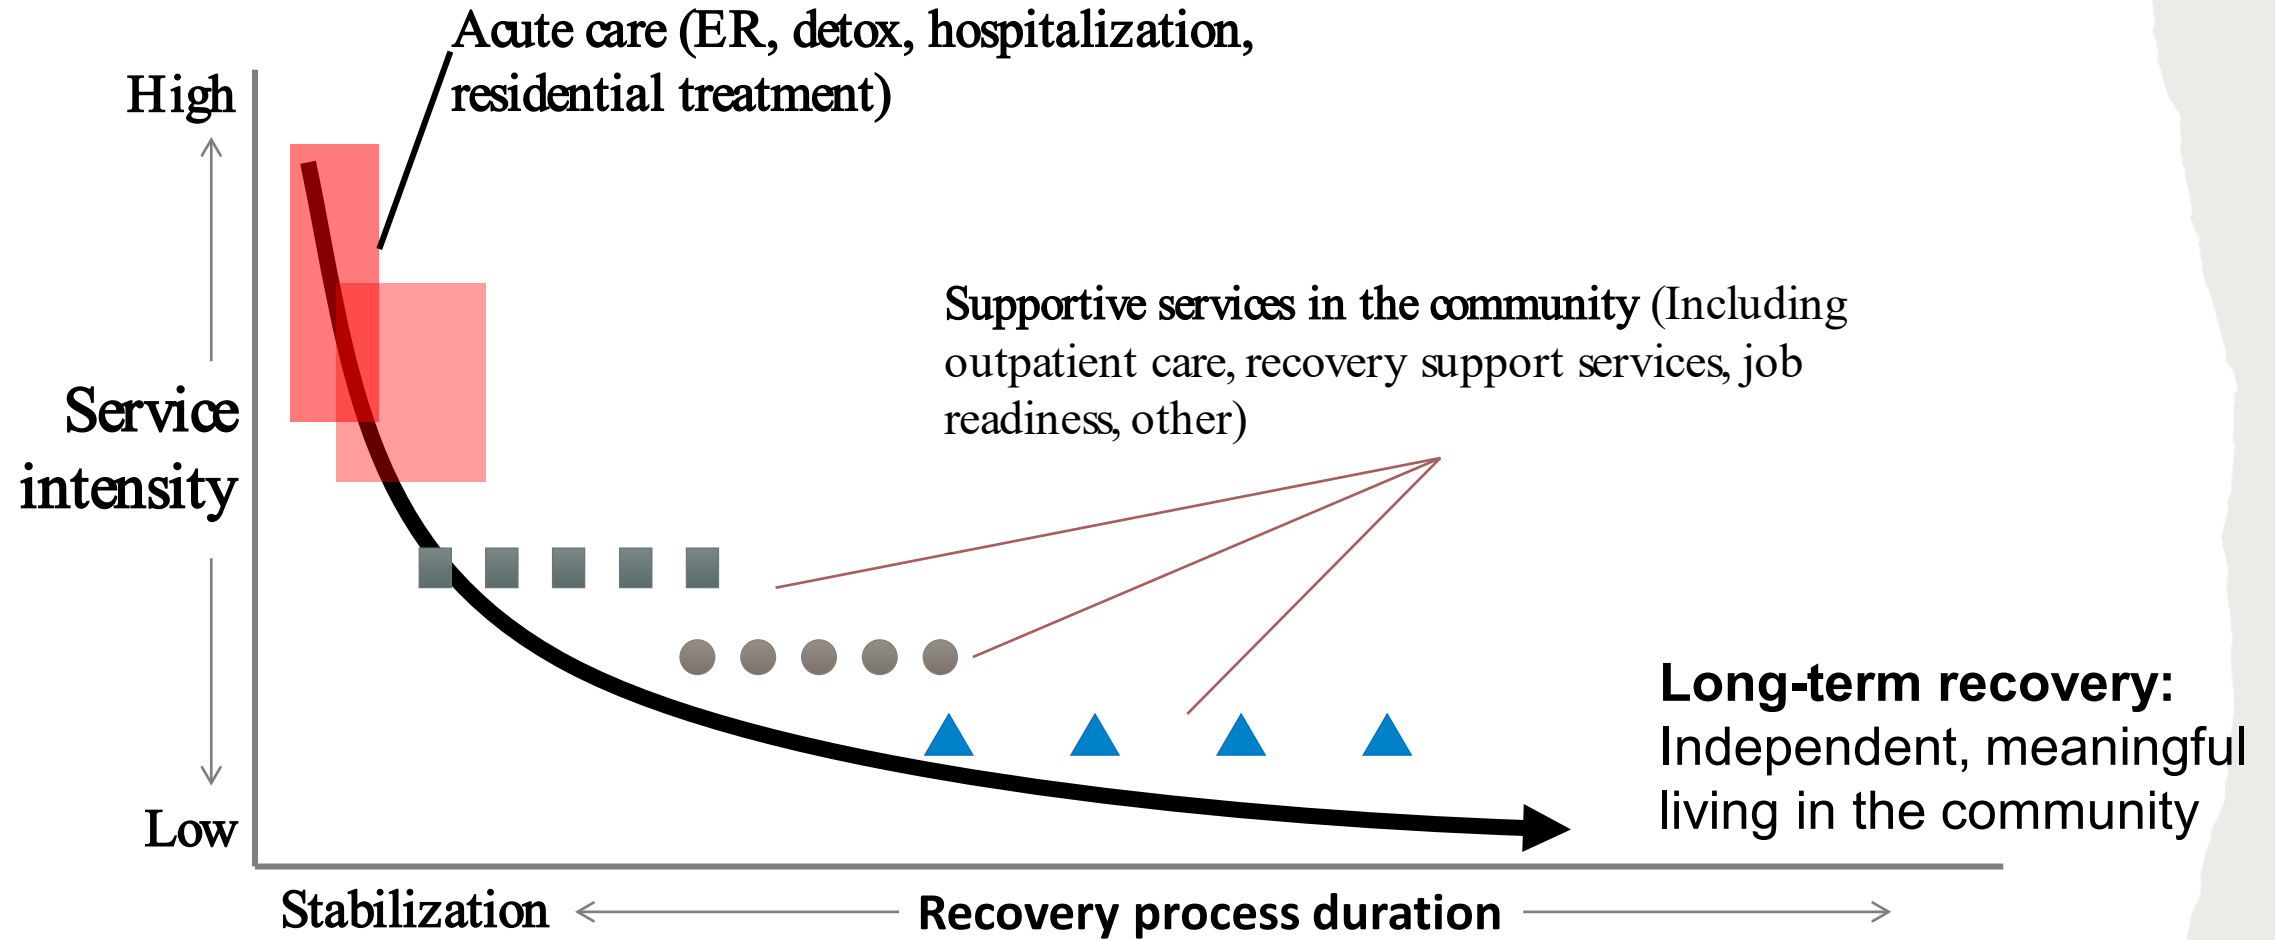 Acute care (ER, detox, hospitalization,
residential treatment)
High
Service
intensity
Low
Supportive services in the community (Including
outpatient care, recovery support services, job
readiness, other)
Long-term recovery:
Independent, meaningful
living in the community
Stabilization
Recovery process duration